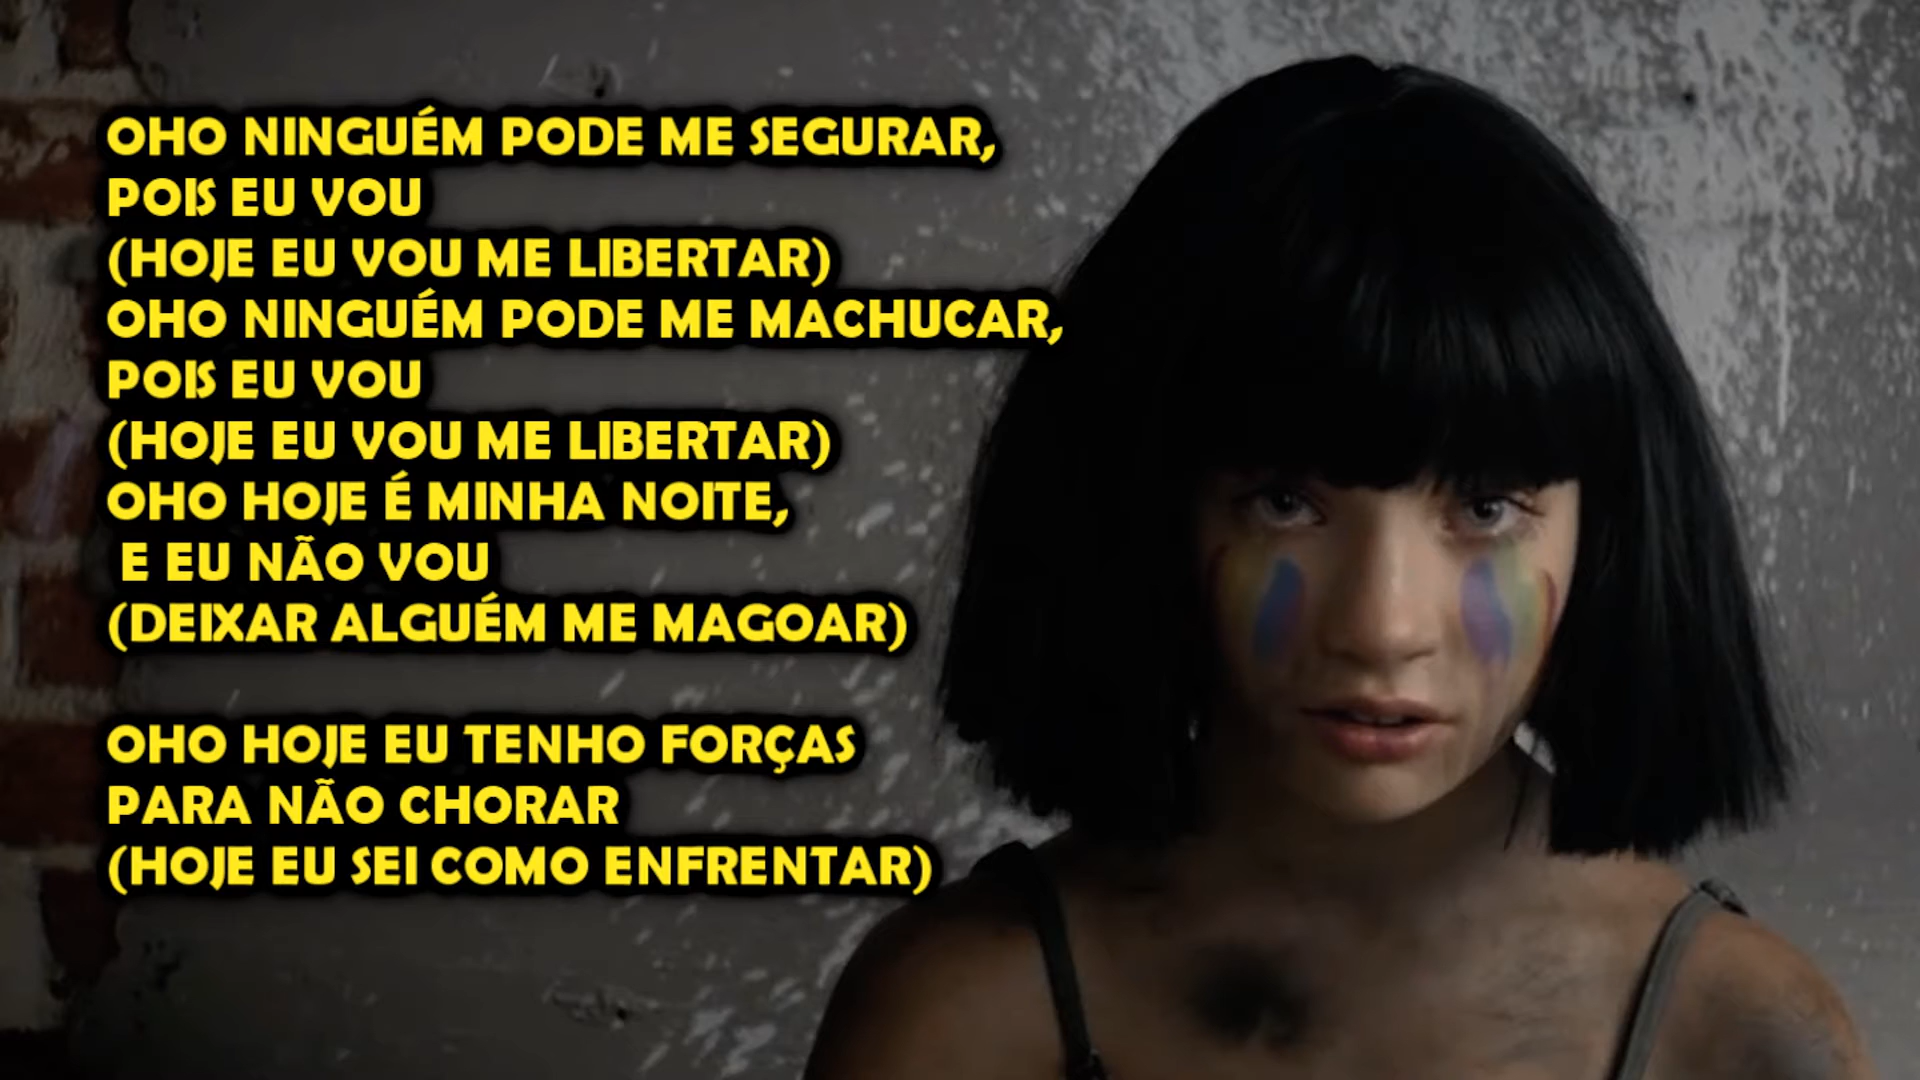 OHO NINGUÉM PODE ME SEGURAR,
POIS EU VOU
(HOJE EU VOU ME LIBERTAR)
OHO NINGUÉM PODE ME MACHUCAR,
POIS EU VOU
(HOJE EU VOU ME LIBERTAR)
OHO HOJE É MINHA NOITE,
E EU NÃO VOU
(DEIXAR ALGUÉM ME MAGOAR)
OHO HOJE EU TENHO FORÇAS
PARA NÃO CHORAR
(HOJE EU SEI COMO ENFRENTAR)